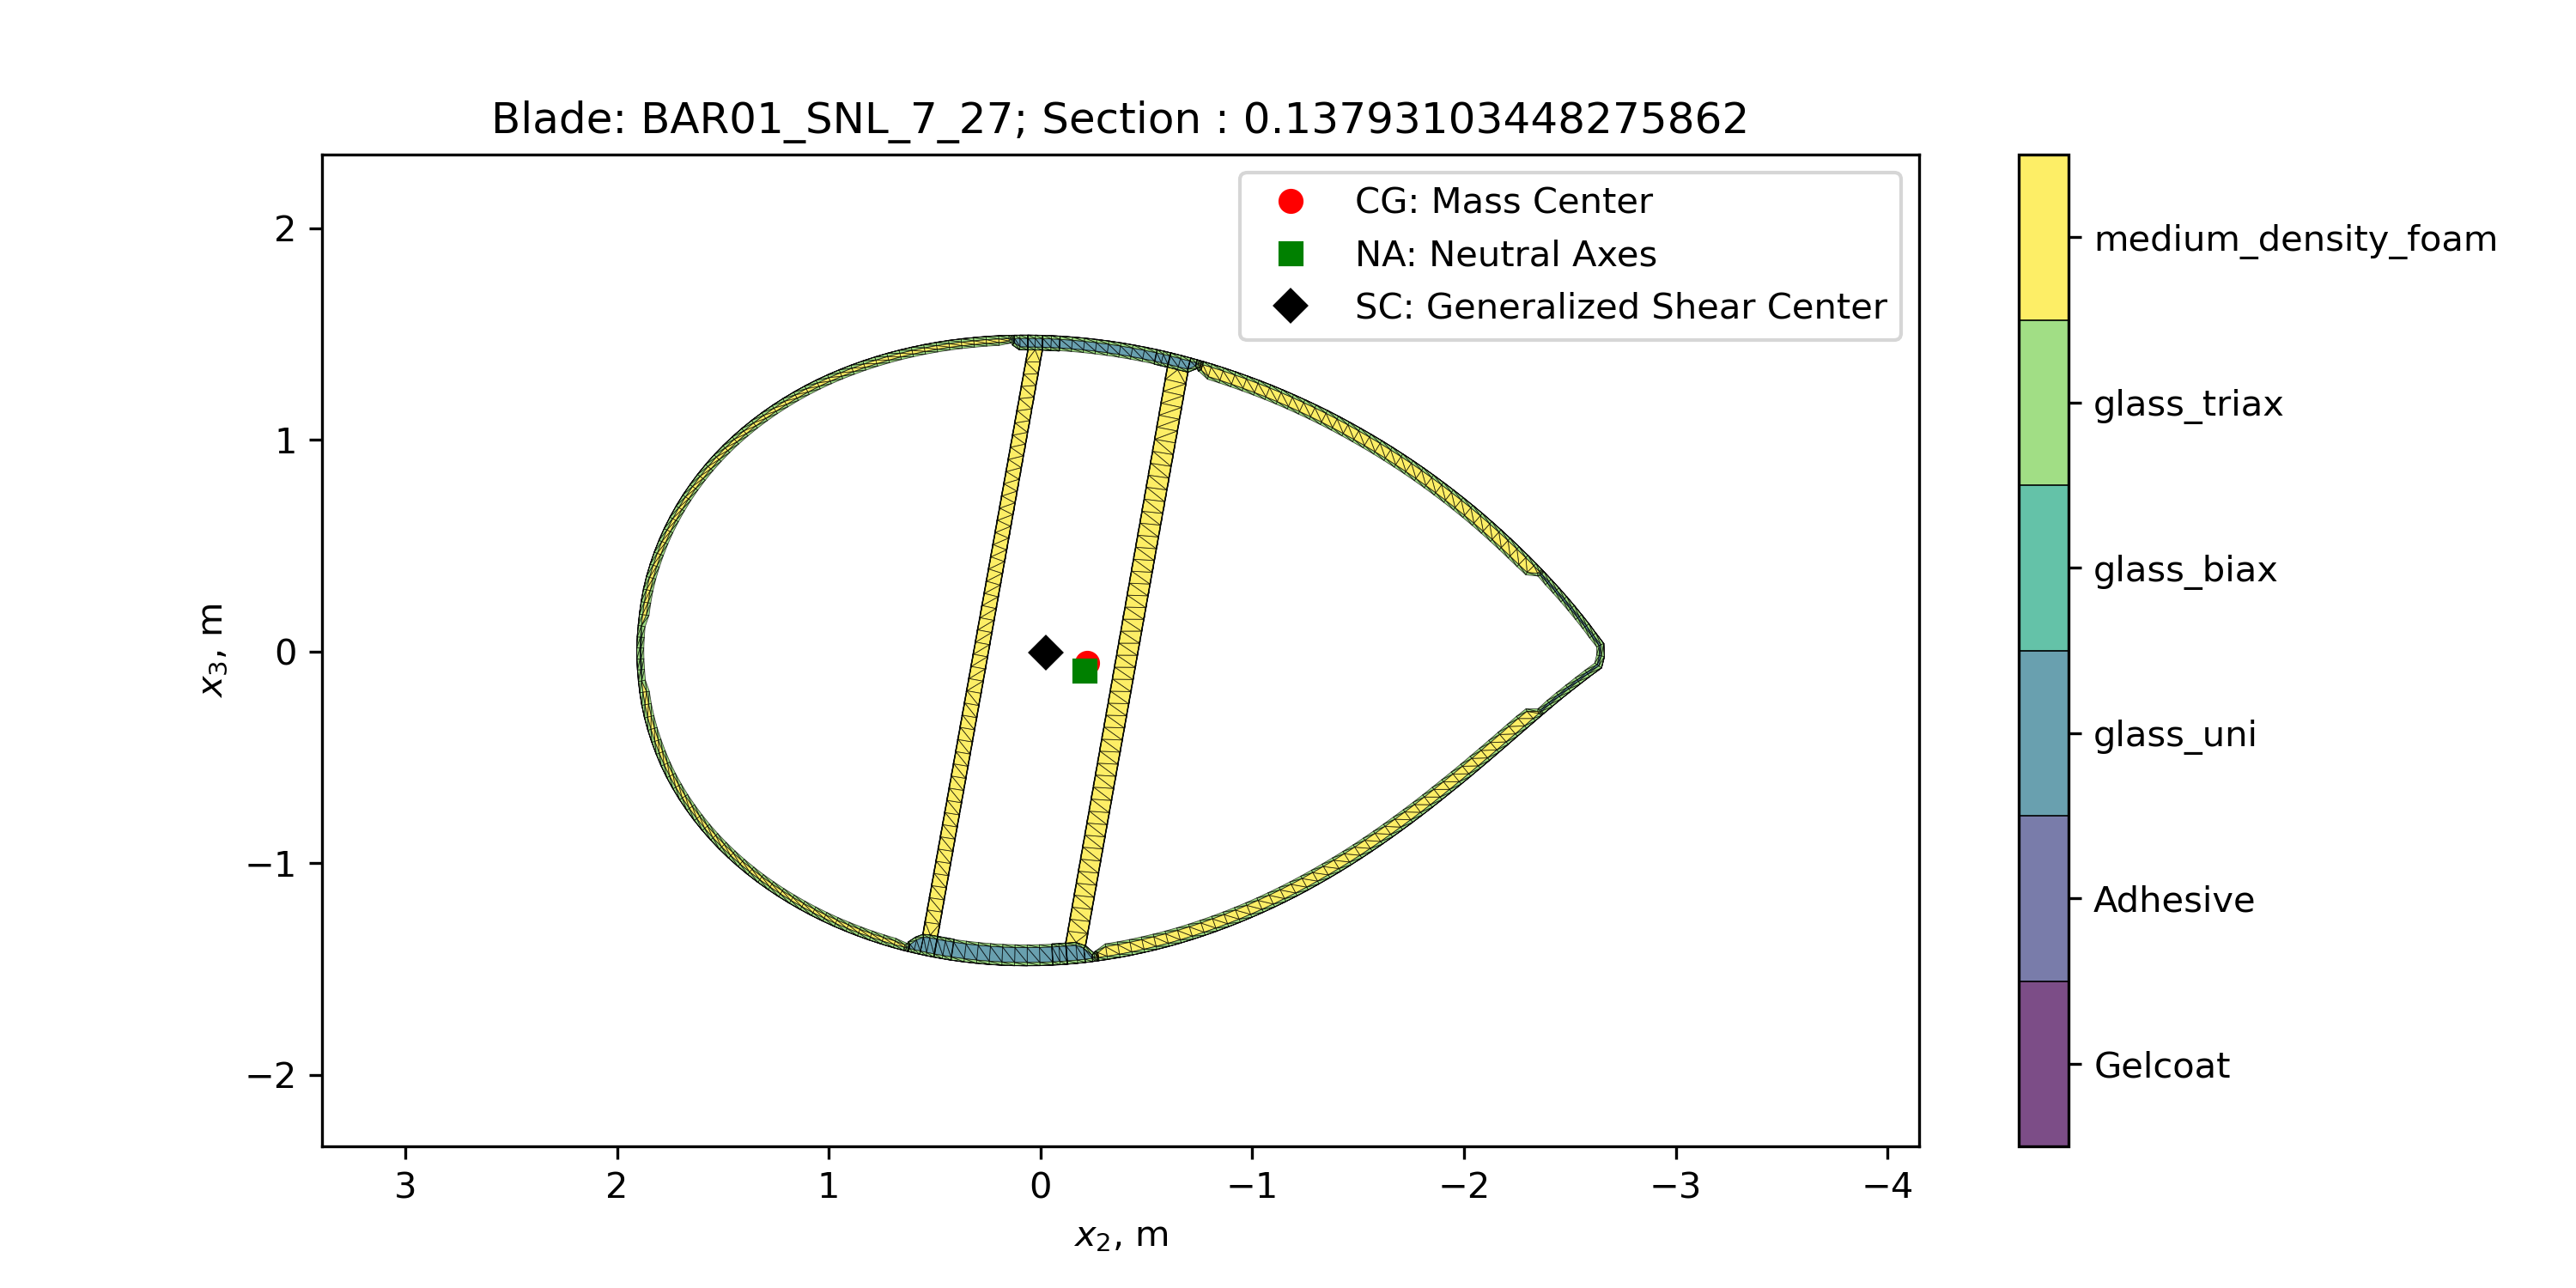 Blade: BAR01_SNL_7_27; Section : 0.13793103448275862
CG: Mass Center
NA: Neutral Axes
SC: Generalized Shear Center
2
1
0
−1
−2
x₃, m
3 2 1 0 −1 −2 −3 −4
x₂, m
medium_density_foam
glass_triax
glass_biax
glass_uni
Adhesive
Gelcoat